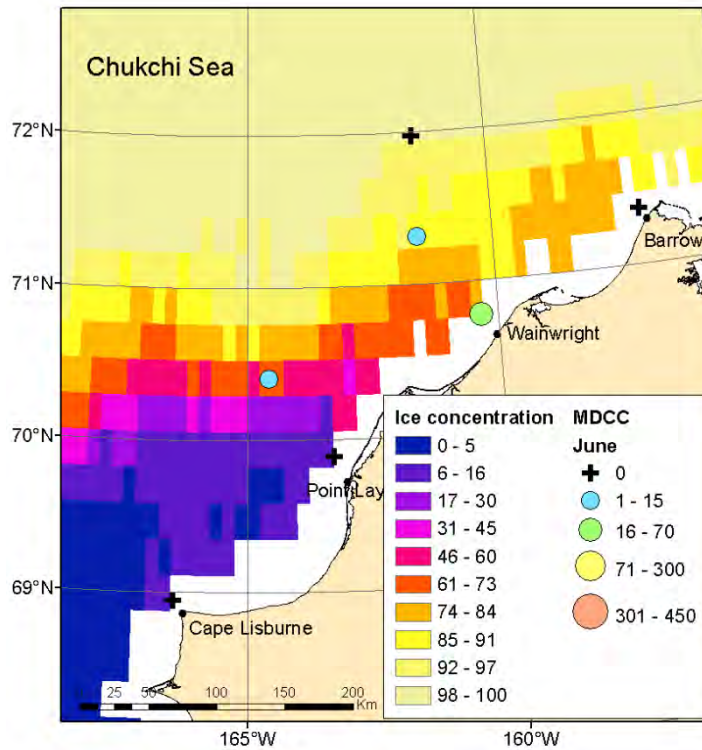 Chukchi Sea
72°N
71°N
70°N
69°N
Barrow
Wainwright
Point Lay
Cape Lisburne
Ice concentration
0 - 5
6 - 16
17 - 30
31 - 45
46 - 60
61 - 73
74 - 84
85 - 91
92 - 97
98 - 100
MDCC
June
0
1 - 15
16 - 70
71 - 300
301 - 450
25 50 100 150 200
Km
165°W
160°W